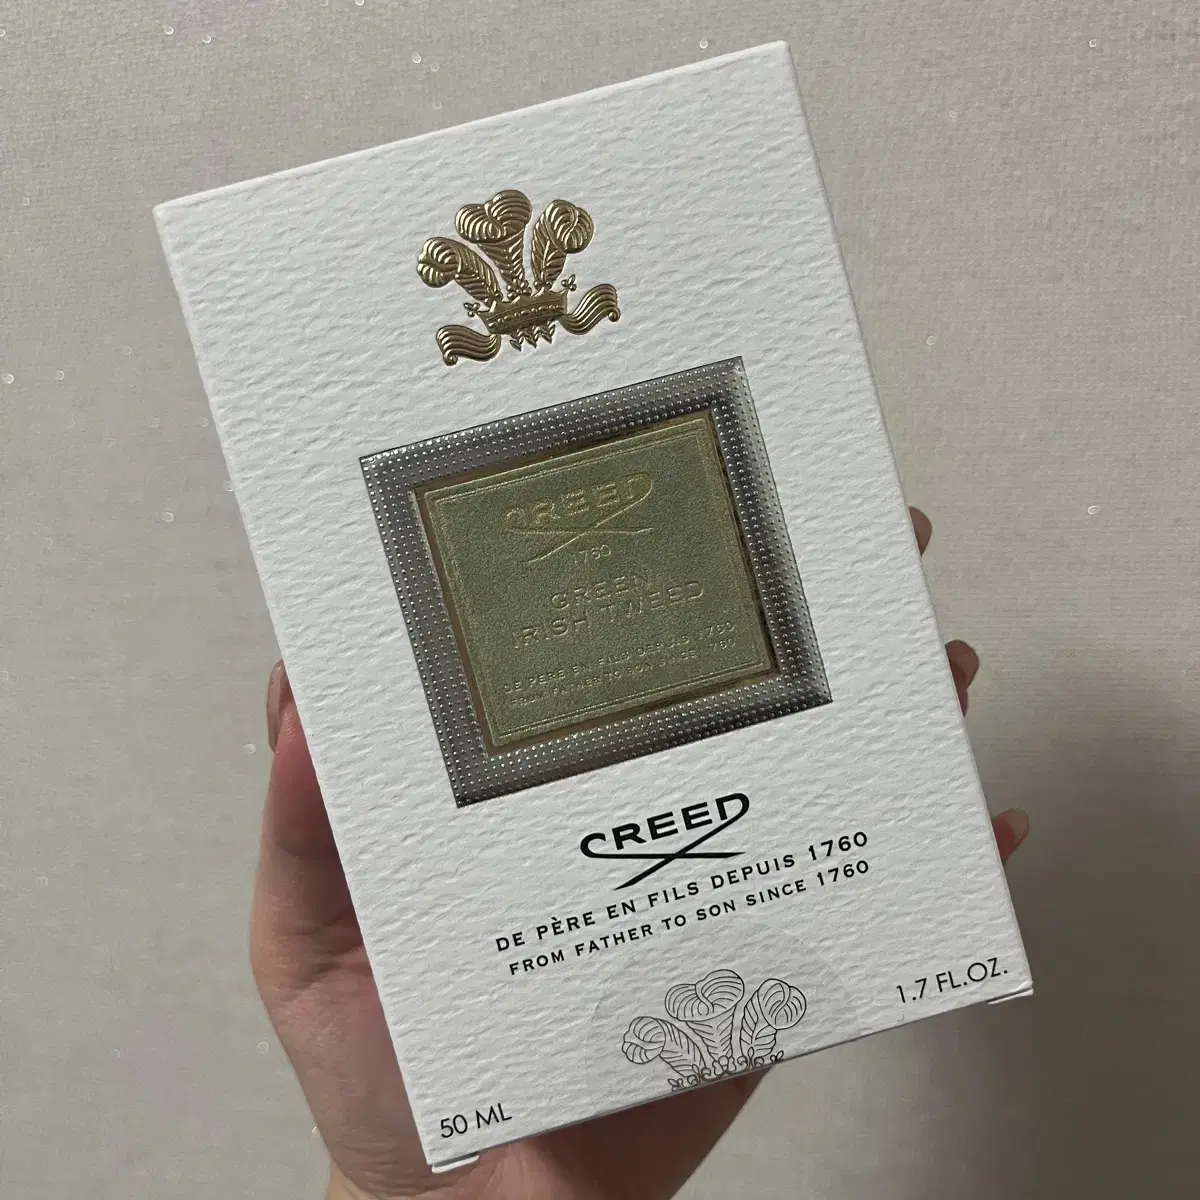 CREED
1760
GREEN
IRISH TWEED
DE PÈRE EN FILS DEPUIS 1760
FROM FATHER TO SON SINCE 1760
CREED
DE PÈRE EN FILS DEPUIS 1760
FROM FATHER TO SON SINCE 1760
1.7 FL.OZ.
50 ML